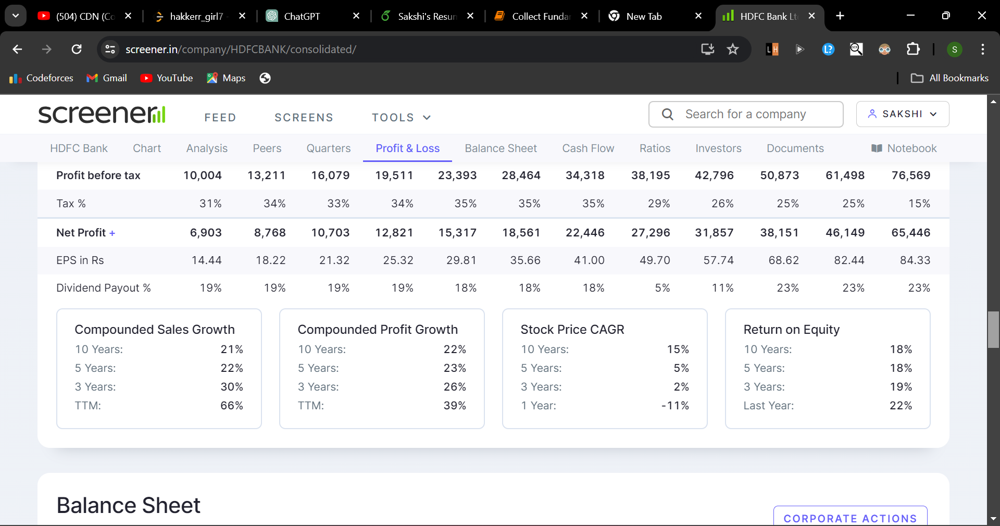 (504) CDN (Co
hakkerr_girl7 -
ChatGPT
Sakshi's Resum
Collect Fundar
New Tab
HDFC Bank Lt
screener.in/company/HDFCBANK/consolidated/
LH
L?
OCR
S
Codeforces
Gmail
YouTube
Maps
All Bookmarks
screener
FEED
SCREENS
TOOLS
Search for a company
SAKSHI
HDFC Bank Chart Analysis Peers Quarters Profit & Loss Balance Sheet Cash Flow Ratios Investors Documents Notebook
Profit before tax 10,004 13,211 16,079 19,511 23,393 28,464 34,318 38,195 42,796 50,873 61,498 76,569
Tax % 31% 34% 33% 34% 35% 35% 35% 29% 26% 25% 25% 15%
Net Profit + 6,903 8,768 10,703 12,821 15,317 18,561 22,446 27,296 31,857 38,151 46,149 65,446
EPS in Rs 14.44 18.22 21.32 25.32 29.81 35.66 41.00 49.70 57.74 68.62 82.44 84.33
Dividend Payout % 19% 19% 19% 19% 18% 18% 18% 5% 11% 23% 23% 23%
Compounded Sales Growth
10 Years: 21%
5 Years: 22%
3 Years: 30%
TTM: 66%
Compounded Profit Growth
10 Years: 22%
5 Years: 23%
3 Years: 26%
TTM: 39%
Stock Price CAGR
10 Years: 15%
5 Years: 5%
3 Years: 2%
1 Year: -11%
Return on Equity
10 Years: 18%
5 Years: 18%
3 Years: 19%
Last Year: 22%
Balance Sheet
CORPORATE ACTIONS